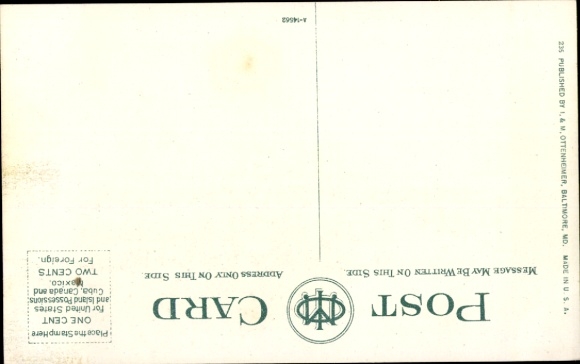 POST CARD
MESSAGE MAY BE WRITTEN ON THIS SIDE.
ADDRESS ONLY ON THIS SIDE.
Place the Stamp Here
ONE CENT
for United States
and Island Possessions;
Cuba, Canada and
Mexico.
TWO CENTS
For Foreign.
235 PUBLISHED BY I. & M. OTTENHEIMER, BALTIMORE, MD. MADE IN U. S. A.
A-14662